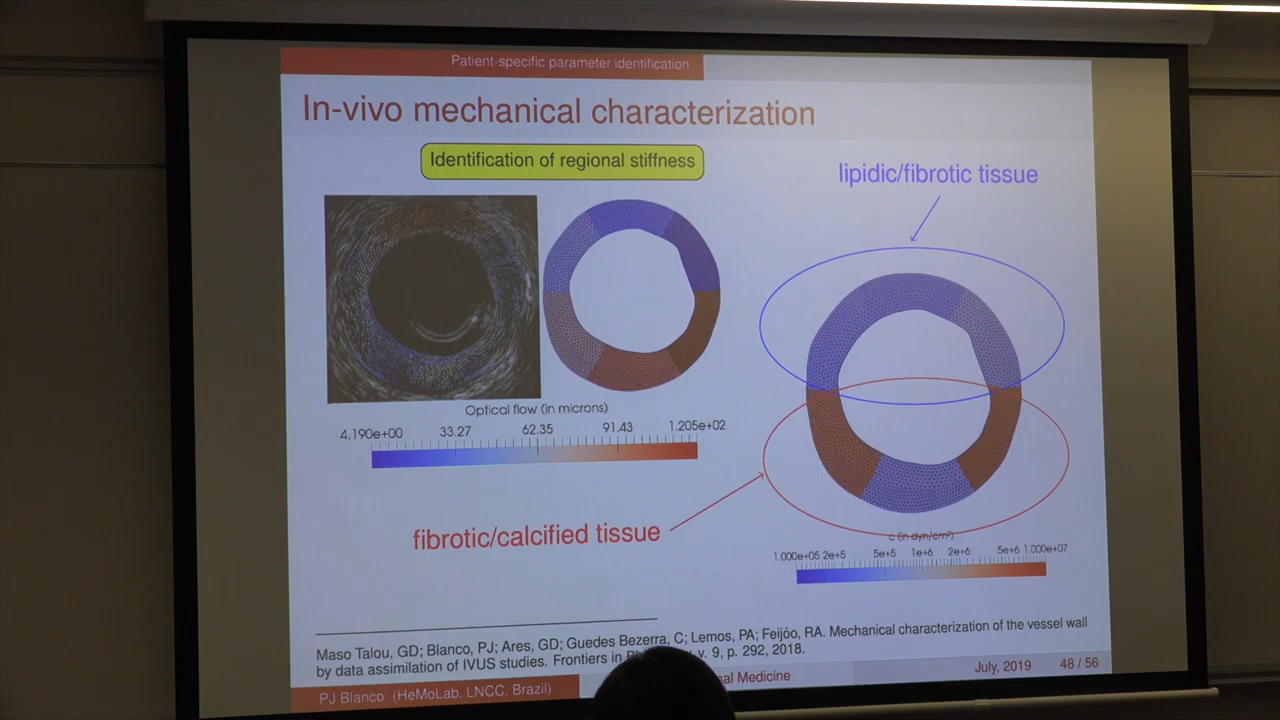 Patient-specific parameter identification
In-vivo mechanical characterization
Identification of regional stiffness
lipidic/fibrotic tissue
Optical flow (in microns)
4.190e+00 33.27 62.35 91.43 1.205e+02
fibrotic/calcified tissue
c (in dyn/cm²)
1.000e+05 2e+5 5e+5 1e+6 2e+6 5e+6 1.000e+07
Maso Talou, GD; Blanco, PJ; Ares, GD; Guedes Bezerra, C; Lemos, PA; Feijóo, RA. Mechanical characterization of the vessel wall
by data assimilation of IVUS studies. Frontiers in v. 9, p. 292, 2018.
PJ Blanco (HeMoLab, LNCC, Brazil) Medicine July, 2019 48 / 56